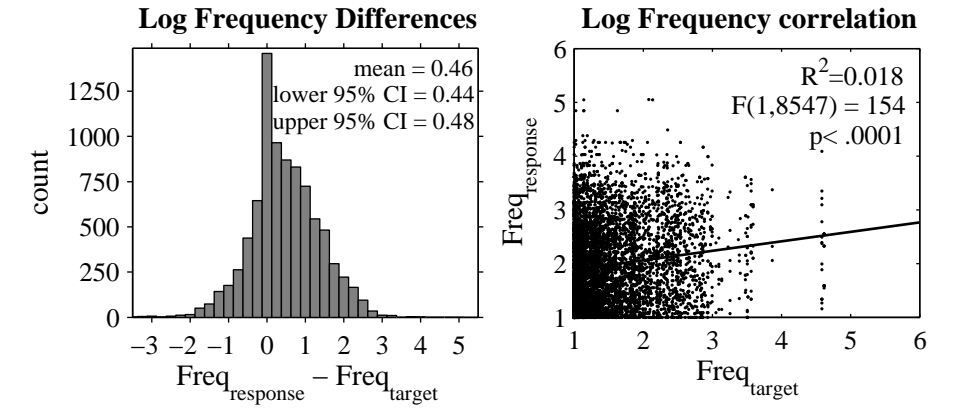 Log Frequency Differences
mean = 0.46
lower 95% CI = 0.44
upper 95% CI = 0.48
count
1250
1000
750
500
250
0
−3 −2 −1 0 1 2 3 4 5
Freq_response − Freq_target
Log Frequency correlation
R²=0.018
F(1,8547) = 154
p< .0001
Freq_response
6
5
4
3
2
1
1 2 3 4 5 6
Freq_target